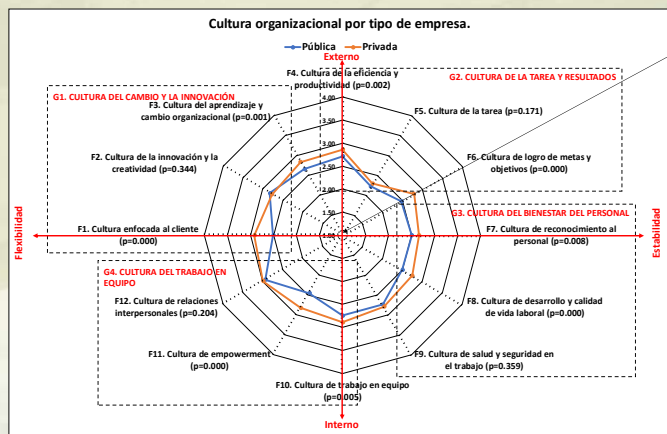 Cultura organizacional por tipo de empresa.
Pública
Privada
Externo
G1. CULTURA DEL CAMBIO Y LA INNOVACIÓN
G2. CULTURA DE LA TAREA Y RESULTADOS
F4. Cultura de la eficiencia y
productividad (p=0.002)
F3. Cultura del aprendizaje y
cambio organizacional (p=0.001)
F5. Cultura de la tarea (p=0.171)
F2. Cultura de la innovación y la
creatividad (p=0.344)
F6. Cultura de logro de metas y
objetivos (p=0.000)
4.00
3.50
3.00
2.50
2.00
1.50
1.00
Flexibilidad
Estabilidad
G3. CULTURA DEL BIENESTAR DEL PERSONAL
F1. Cultura enfocada al cliente
(p=0.000)
F7. Cultura de reconocimiento al
personal (p=0.008)
G4. CULTURA DEL TRABAJO EN
EQUIPO
F12. Cultura de relaciones
interpersonales (p=0.204)
F8. Cultura de desarrollo y calidad
de vida laboral (p=0.000)
F11. Cultura de empowerment
(p=0.000)
F9. Cultura de salud y seguridad en
el trabajo (p=0.359)
F10. Cultura de trabajo en equipo
(p=0.005)
Interno